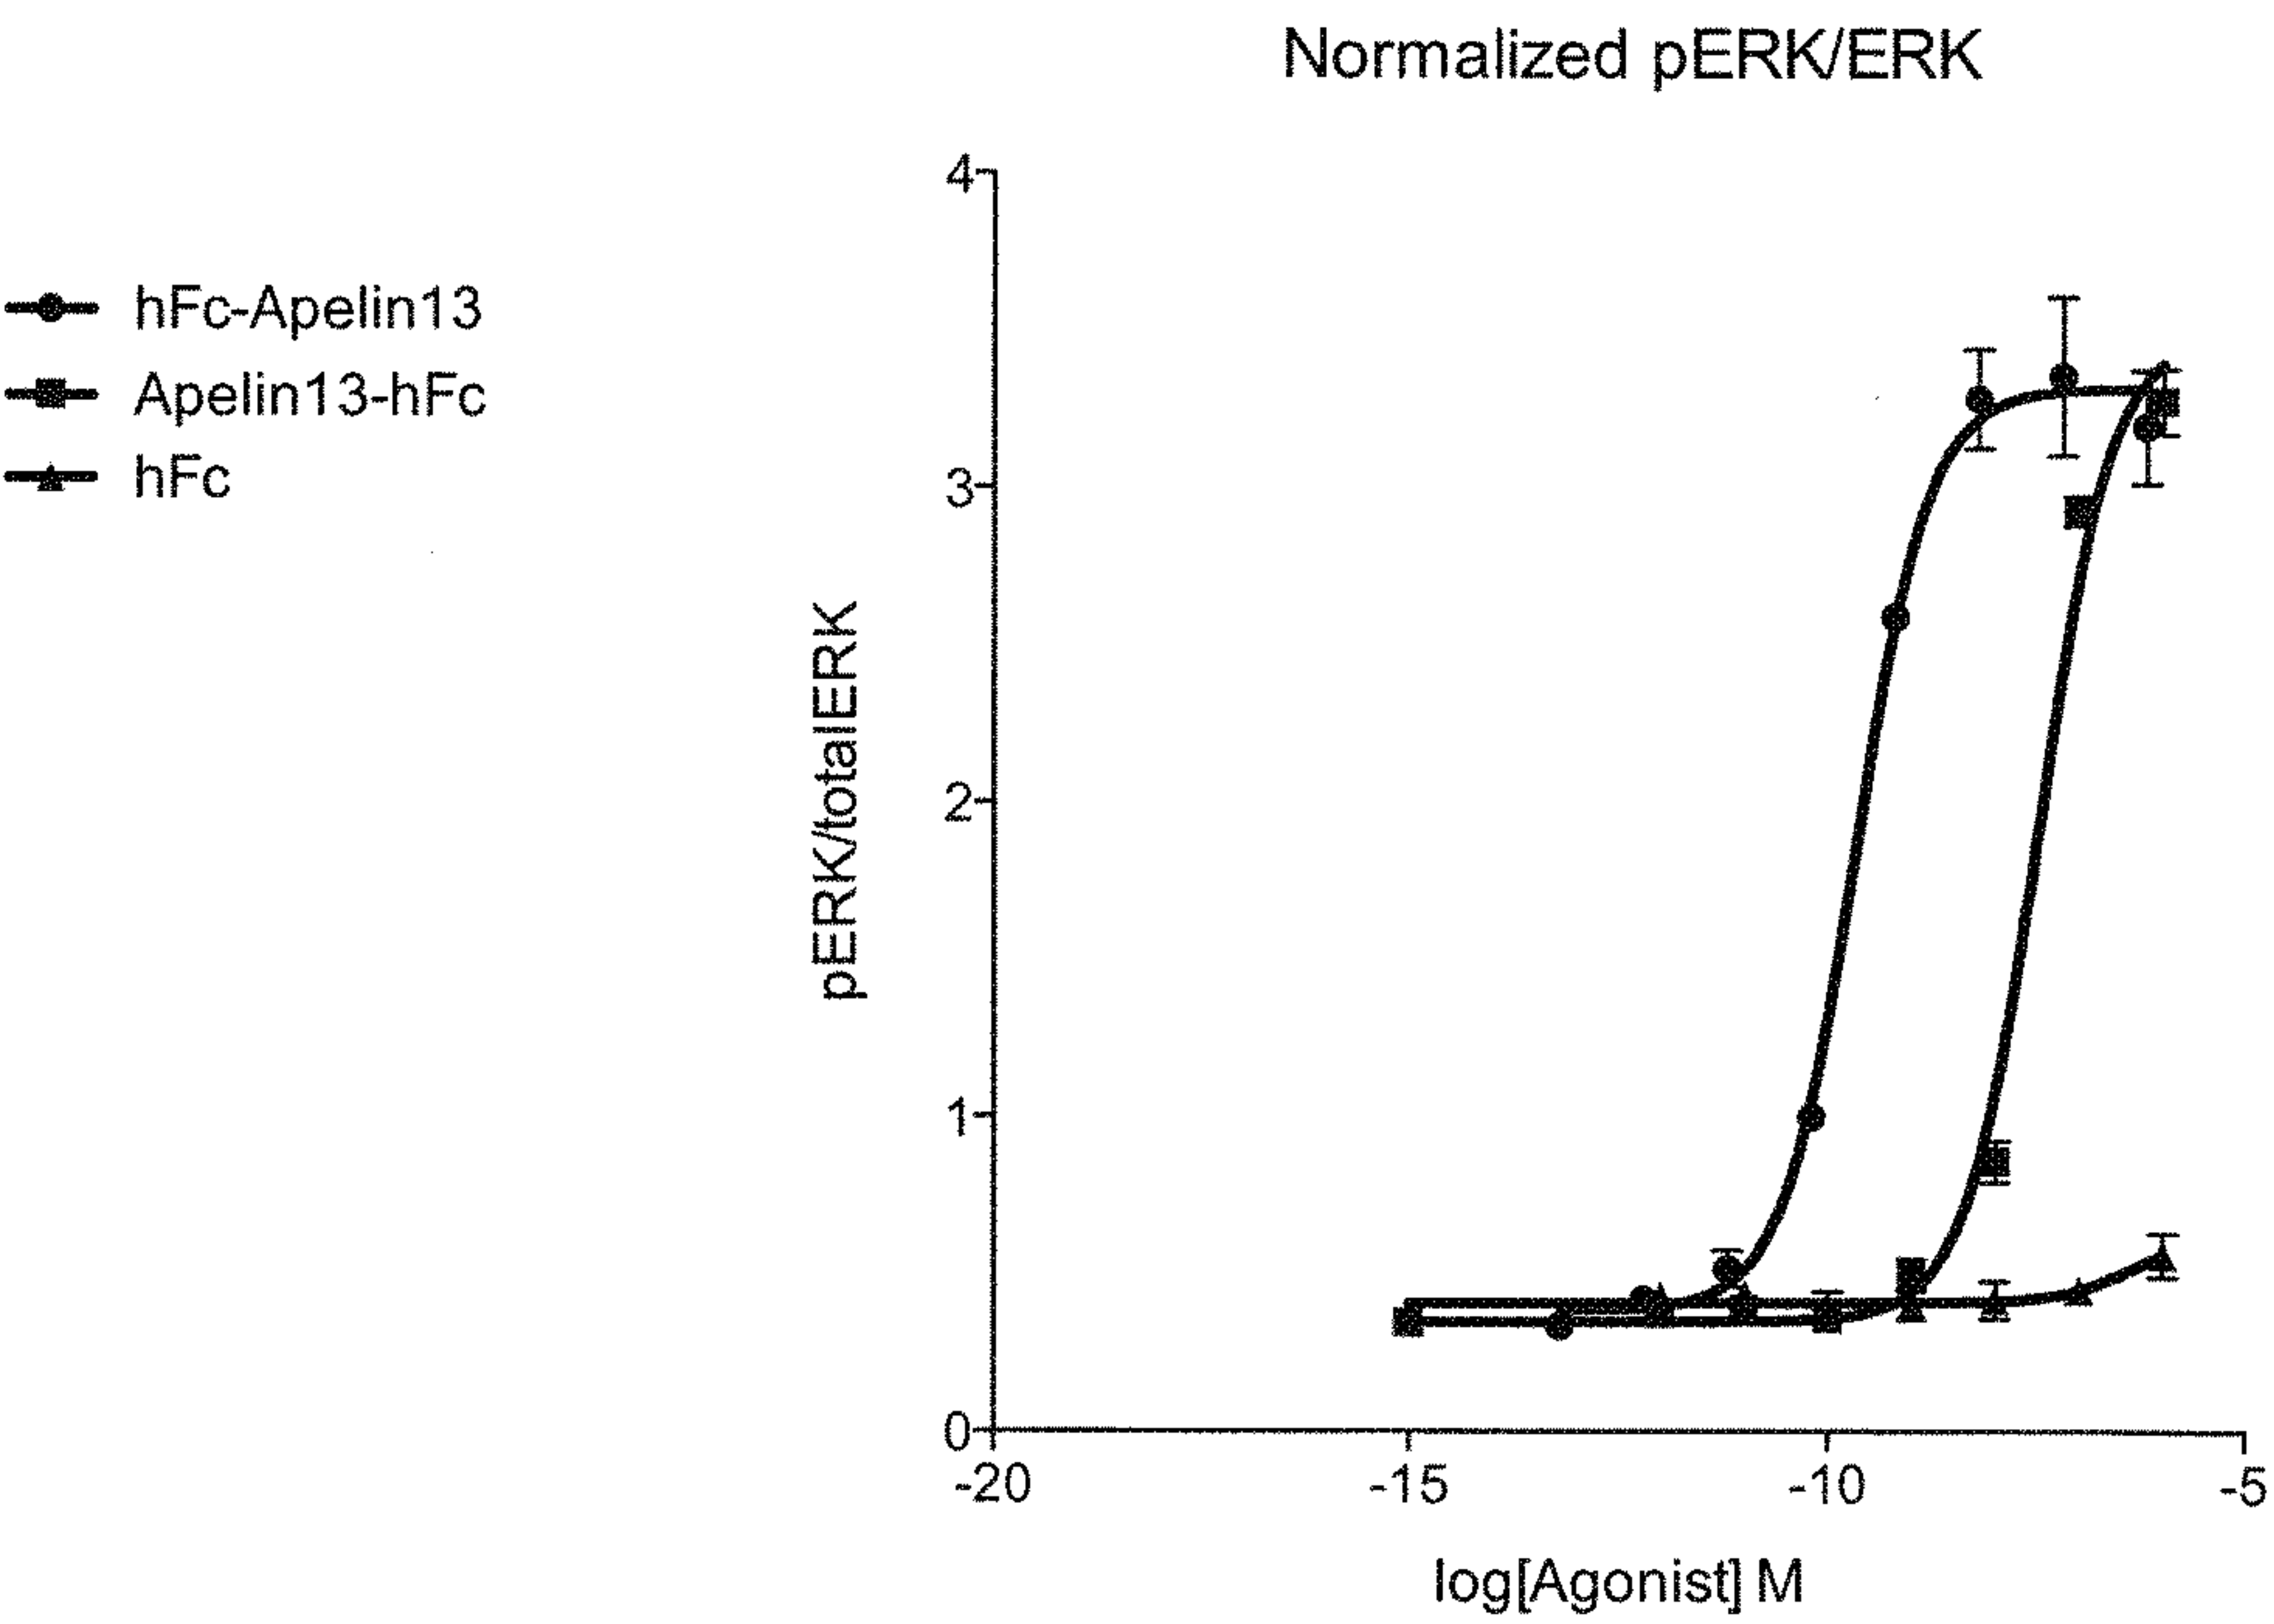 Normalized pERK/ERK
hFc-Apelin13
Apelin13-hFc
hFc
pERK/totalERK
4
3
2
1
0
-20
-15
-10
-5
log[Agonist] M